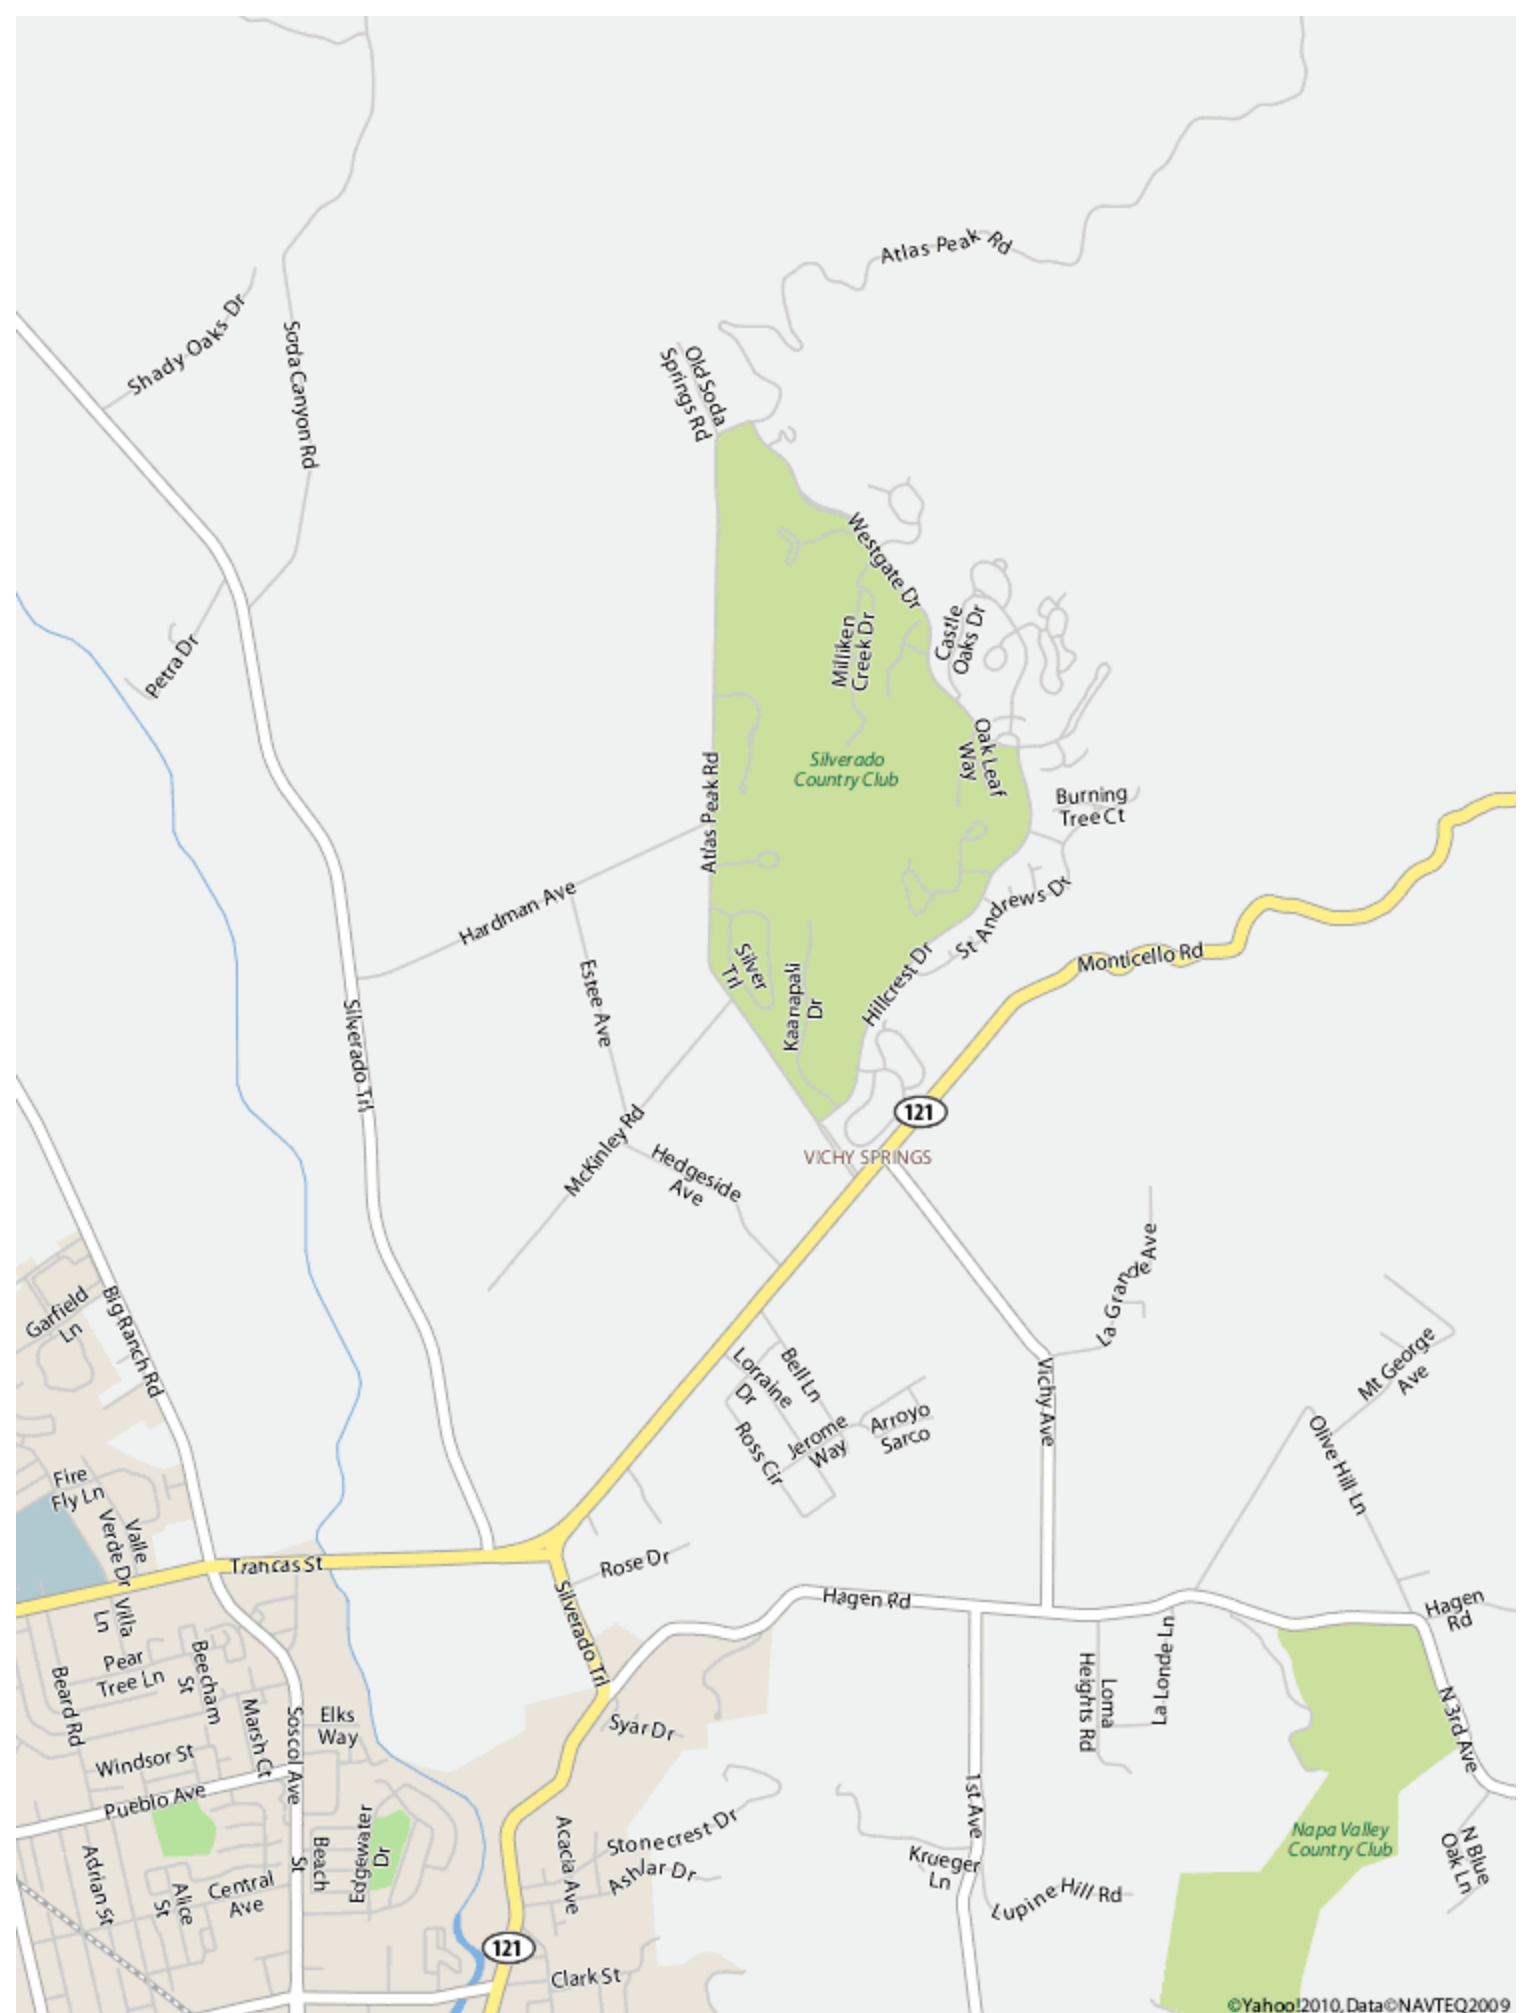 Atlas Peak Rd
Shady Oaks Dr
Soda Canyon Rd
Old Soda
Springs Rd
Westgate Dr
Castle
Oaks Dr
Milliken
Creek Dr
Petra Dr
Oak Leaf
Way
Silverado
Country Club
Atlas Peak Rd
Burning
Tree Ct
Hardman Ave
St Andrews Dr
Hillcrest Dr
Monticello Rd
Silver
Trl
Kaanapali
Dr
Estee Ave
Silverado Trl
121
McKinley Rd
VICHY SPRINGS
Hedgeside
Ave
La Grande Ave
Garfield
Ln
Big Ranch Rd
Lorraine
Dr
Bell Ln
Vichy Ave
Mt George
Ave
Arroyo
Sarco
Jerome
Way
Ross Cir
Olive Hill Ln
Fire
Fly Ln
Valle
Verde Dr
Trancas St
Rose Dr
Silverado Trl
Hagen Rd
Hagen
Rd
Villa
Ln
Pear
Tree Ln
Beecham
St
Beard Rd
Marsh Ct
Soscol Ave
Elks
Way
Syar Dr
Loma
Heights Rd
La Londe Ln
N 3rd Ave
Windsor St
Pueblo Ave
1st Ave
Edgewater
Dr
Beach
St
Acacia Ave
Stonecrest Dr
Ashlar Dr
Krueger
Ln
Lupine Hill Rd
Napa Valley
Country Club
N Blue
Oak Ln
Adrian St
Alice
St
Central
Ave
121
Clark St
©Yahoo!2010, Data©NAVTEQ2009